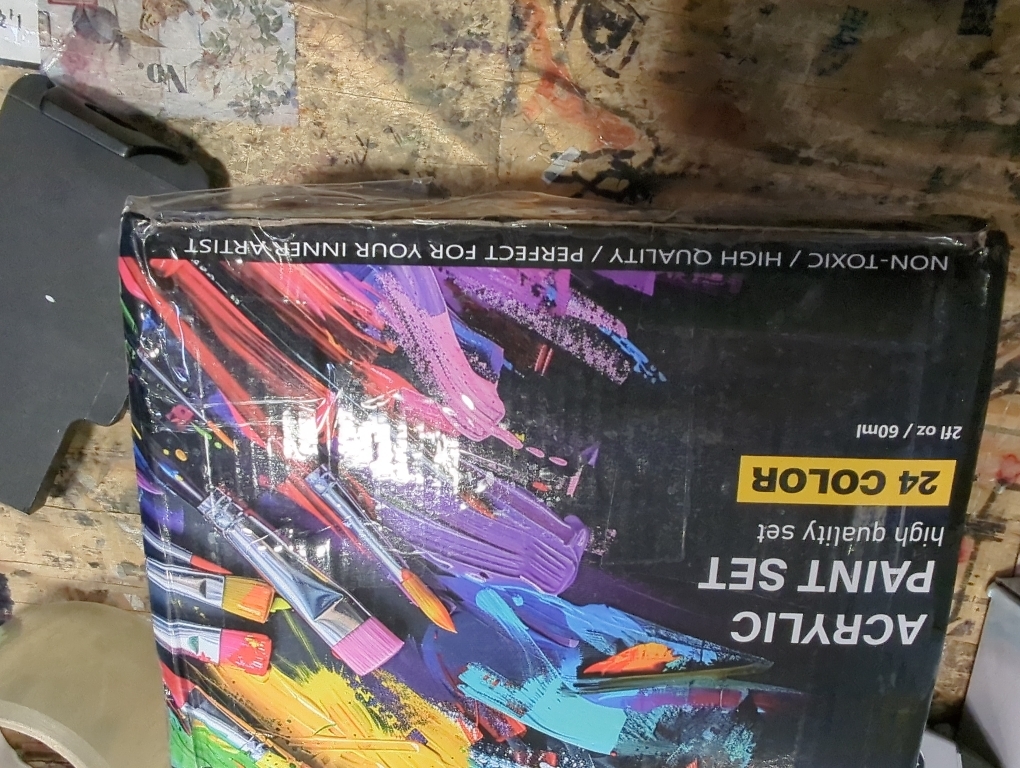 ACRYLIC
PAINT SET
high quality set
24 COLOR
2fl oz / 60ml
NON-TOXIC / HIGH QUALITY / PERFECT FOR YOUR INNER ARTIST
No.